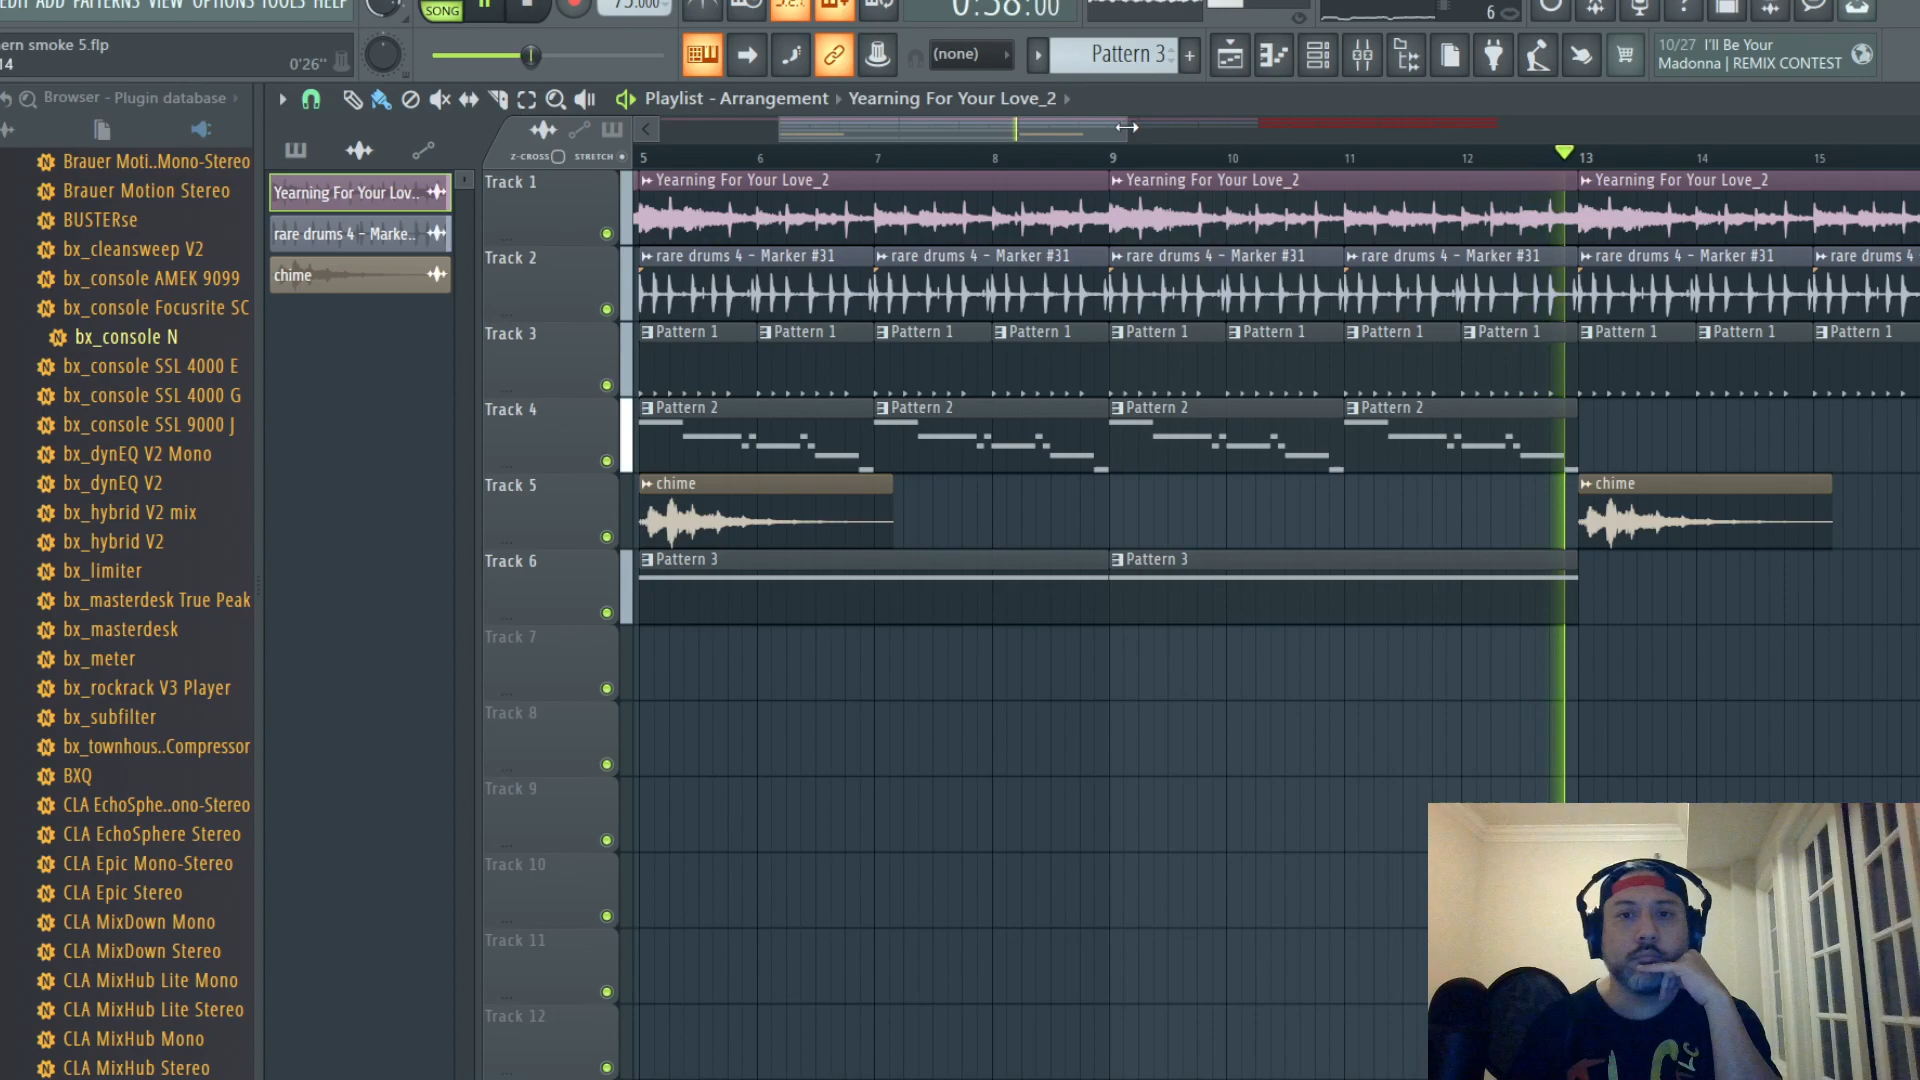 EDIT ADD PATTERNS VIEW OPTIONS TOOLS HELP
SONG
75.000
3.2.
0:38:00
6
ern smoke 5.flp
14
0'26"
(none)
Pattern 3
+
10/27 I'll Be Your
Madonna | REMIX CONTEST
Browser - Plugin database
Playlist - Arrangement
Yearning For Your Love_2
Z-CROSS
STRETCH
5 6 7 8 9 10 11 12 13 14 15
Brauer Moti..Mono-Stereo
Brauer Motion Stereo
BUSTERse
bx_cleansweep V2
bx_console AMEK 9099
bx_console Focusrite SC
bx_console N
bx_console SSL 4000 E
bx_console SSL 4000 G
bx_console SSL 9000 J
bx_dynEQ V2 Mono
bx_dynEQ V2
bx_hybrid V2 mix
bx_hybrid V2
bx_limiter
bx_masterdesk True Peak
bx_masterdesk
bx_meter
bx_rockrack V3 Player
bx_subfilter
bx_townhous..Compressor
BXQ
CLA EchoSphe..ono-Stereo
CLA EchoSphere Stereo
CLA Epic Mono-Stereo
CLA Epic Stereo
CLA MixDown Mono
CLA MixDown Stereo
CLA MixHub Lite Mono
CLA MixHub Lite Stereo
CLA MixHub Mono
CLA MixHub Stereo
Yearning For Your Lov..
rare drums 4 - Marke..
chime
Track 1
Yearning For Your Love_2
Yearning For Your Love_2
Yearning For Your Love_2
Track 2
rare drums 4 - Marker #31
rare drums 4 - Marker #31
rare drums 4 - Marker #31
rare drums 4 - Marker #31
rare drums 4 - Marker #31
rare drums 4
Track 3
Pattern 1
Pattern 1
Pattern 1
Pattern 1
Pattern 1
Pattern 1
Pattern 1
Pattern 1
Pattern 1
Pattern 1
Pattern 1
Track 4
Pattern 2
Pattern 2
Pattern 2
Pattern 2
Track 5
chime
chime
Track 6
Pattern 3
Pattern 3
Track 7
Track 8
Track 9
Track 10
Track 11
Track 12